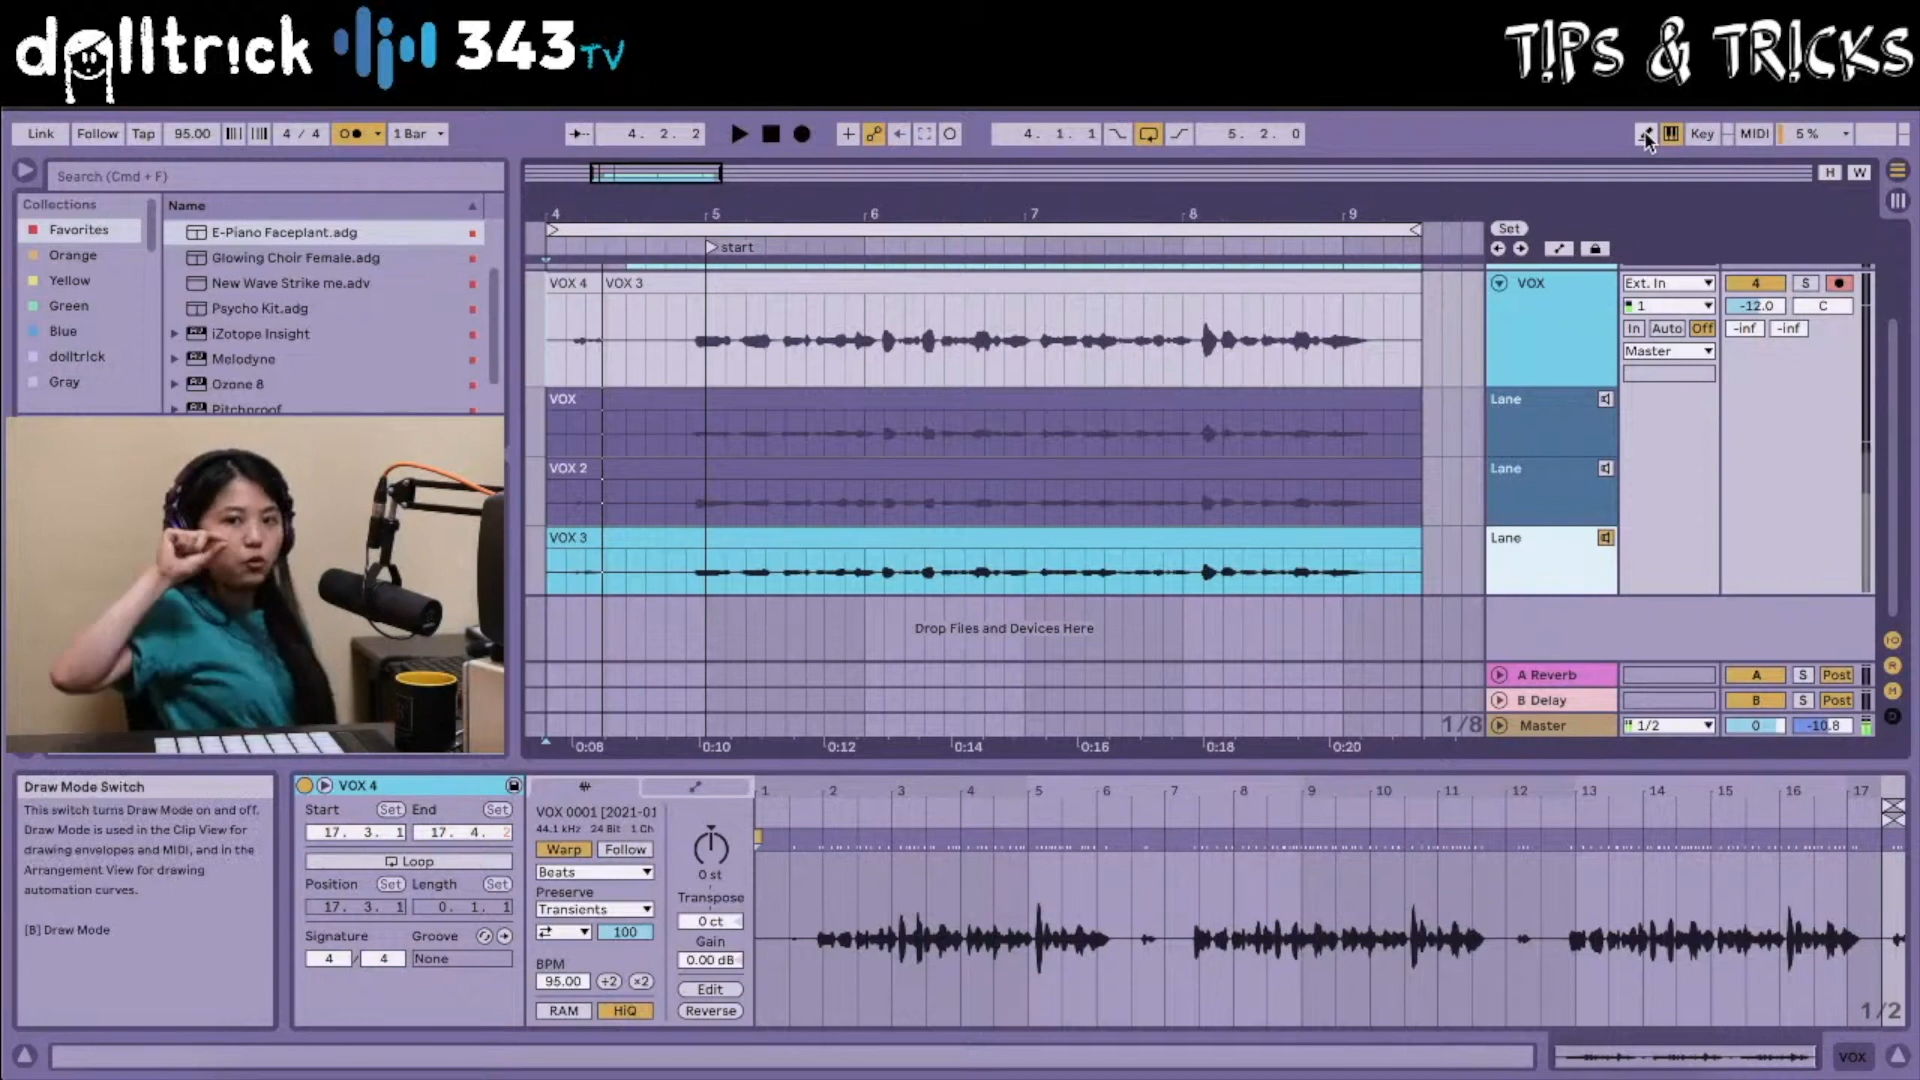 dolltrick 343 TV
TIPS & TRICKS
Link Follow Tap 95.00 4 / 4 1 Bar 4. 2. 2 4. 1. 1 5. 2. 0 Key MIDI 5 %
Search (Cmd + F)
H W
Collections
Favorites
Orange
Yellow
Green
Blue
dolltrick
Gray
Name
E-Piano Faceplant.adg
Glowing Choir Female.adg
New Wave Strike me.adv
Psycho Kit.adg
iZotope Insight
Melodyne
Ozone 8
Pitchproof
4 5 6 7 8 9
start
Set
VOX 4 VOX 3
VOX
VOX 2
VOX 3
Drop Files and Devices Here
1/8
0:08 0:10 0:12 0:14 0:16 0:18 0:20
VOX Ext. In 4 S
1 -12.0 C
In Auto Off -inf -inf
Master
Lane
Lane
Lane
A Reverb A S Post
B Delay B S Post
Master 1/2 0 -10.8
IO
R
M
D
Draw Mode Switch
This switch turns Draw Mode on and off.
Draw Mode is used in the Clip View for
drawing envelopes and MIDI, and in the
Arrangement View for drawing
automation curves.
[B] Draw Mode
VOX 4
Start Set End Set
17. 3. 1 17. 4. 2
Loop
Position Set Length Set
17. 3. 1 0. 1. 1
Signature Groove
4 / 4 None
VOX 0001 [2021-01
44.1 kHz 24 Bit 1 Ch
Warp Follow
Beats
Preserve
Transients
100
BPM
95.00 ÷2 ×2
RAM HiQ
0 st
Transpose
0 ct
Gain
0.00 dB
Edit
Reverse
1 2 3 4 5 6 7 8 9 10 11 12 13 14 15 16 17
1/2
VOX